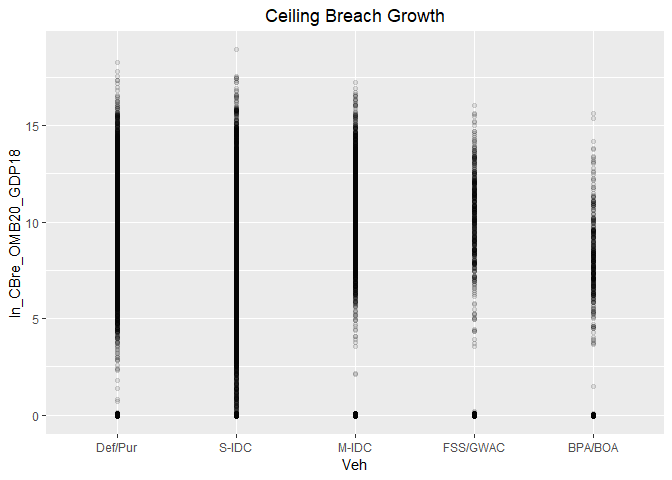 Ceiling Breach Growth
ln_CBre_OMB20_GDP18
15
10
5
0
Def/Pur
S-IDC
M-IDC
FSS/GWAC
BPA/BOA
Veh